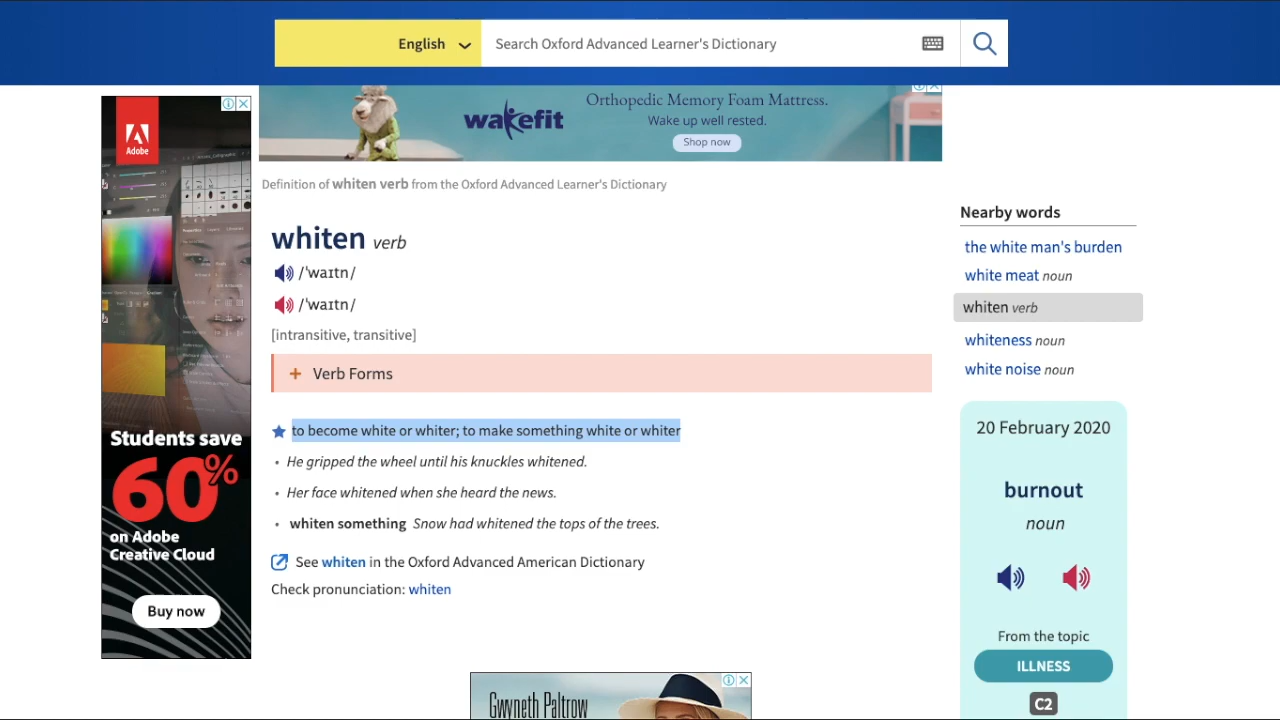 English
Search Oxford Advanced Learner's Dictionary
Adobe
Students save
60%
on Adobe
Creative Cloud
Buy now
wakefit
Orthopedic Memory Foam Mattress.
Wake up well rested.
Shop now
Definition of whiten verb from the Oxford Advanced Learner's Dictionary
whiten verb
/ˈwaɪtn/
/ˈwaɪtn/
[intransitive, transitive]
+ Verb Forms
to become white or whiter; to make something white or whiter
• He gripped the wheel until his knuckles whitened.
• Her face whitened when she heard the news.
• whiten something Snow had whitened the tops of the trees.
See whiten in the Oxford Advanced American Dictionary
Check pronunciation: whiten
Gwyneth Paltrow
Nearby words
the white man's burden
white meat noun
whiten verb
whiteness noun
white noise noun
20 February 2020
burnout
noun
From the topic
ILLNESS
C2